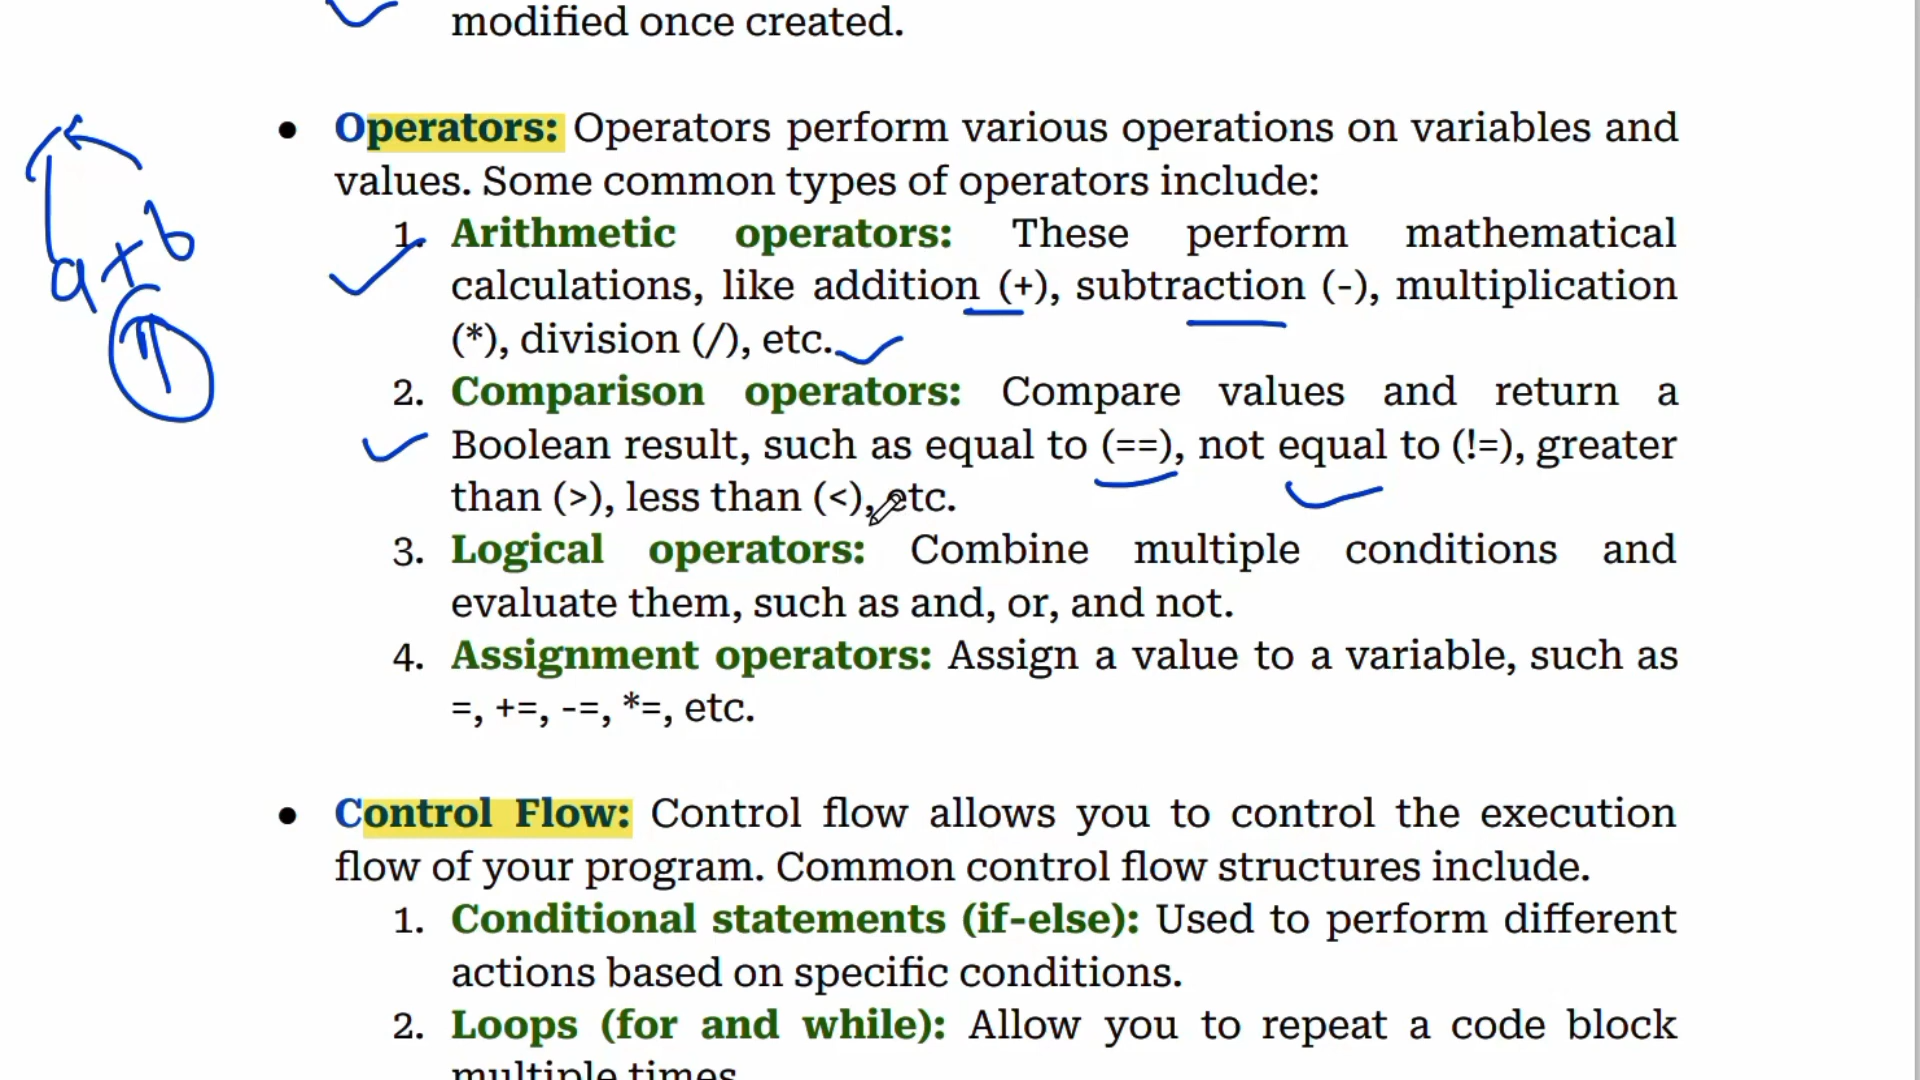 modified once created.
● Operators: Operators perform various operations on variables and
values. Some common types of operators include:
1. Arithmetic operators: These perform mathematical
calculations, like addition (+), subtraction (-), multiplication
(*), division (/), etc.
2. Comparison operators: Compare values and return a
Boolean result, such as equal to (==), not equal to (!=), greater
than (>), less than (<), etc.
3. Logical operators: Combine multiple conditions and
evaluate them, such as and, or, and not.
4. Assignment operators: Assign a value to a variable, such as
=, +=, -=, *=, etc.
● Control Flow: Control flow allows you to control the execution
flow of your program. Common control flow structures include.
1. Conditional statements (if-else): Used to perform different
actions based on specific conditions.
2. Loops (for and while): Allow you to repeat a code block
multiple times.
a + b